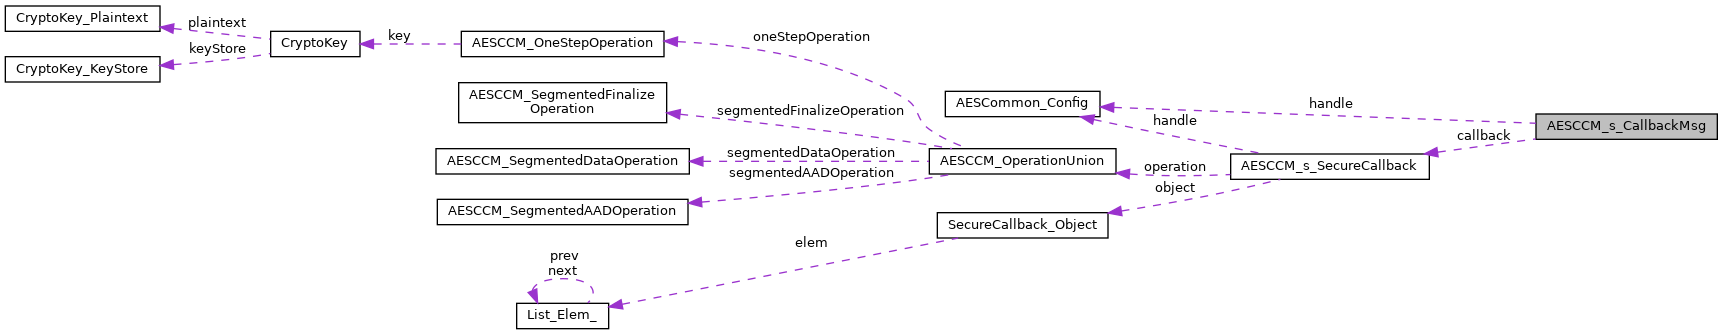 CryptoKey_Plaintext
plaintext
CryptoKey
keyStore
CryptoKey_KeyStore
key
AESCCM_OneStepOperation
oneStepOperation
AESCCM_SegmentedFinalize
Operation
segmentedFinalizeOperation
AESCCM_SegmentedDataOperation
segmentedDataOperation
segmentedAADOperation
AESCCM_SegmentedAADOperation
AESCCM_OperationUnion
AESCommon_Config
handle
handle
AESCCM_s_CallbackMsg
callback
AESCCM_s_SecureCallback
operation
object
SecureCallback_Object
elem
prev
next
List_Elem_